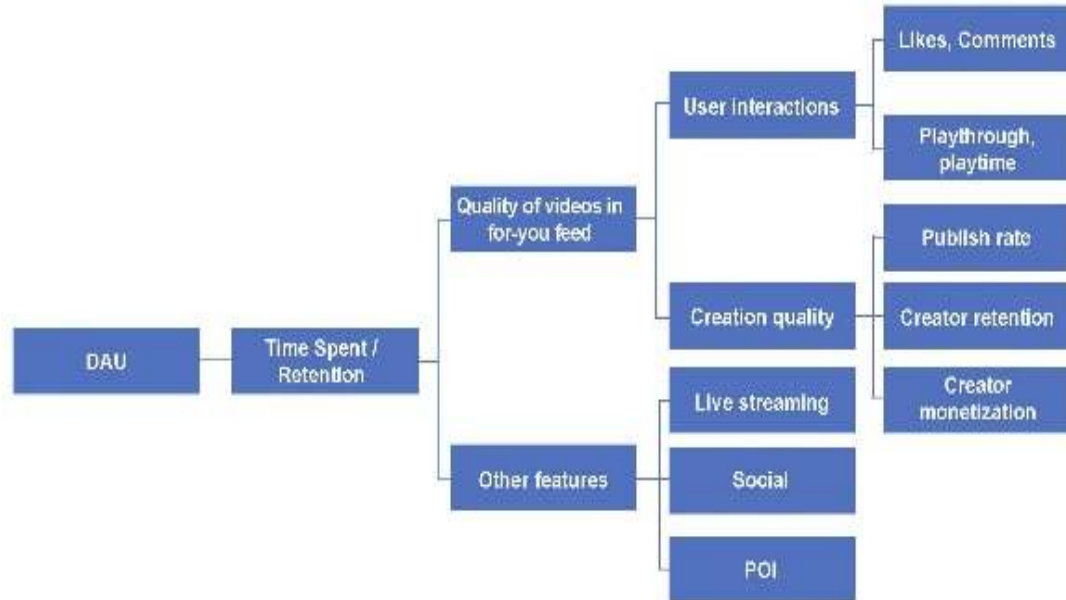 Likes, Comments
User interactions
Playthrough,
playtime
Quality of videos in
for-you feed
Publish rate
Creation quality
Creator retention
DAU
Time Spent /
Retention
Creator
monetization
Live streaming
Other features
Social
POI